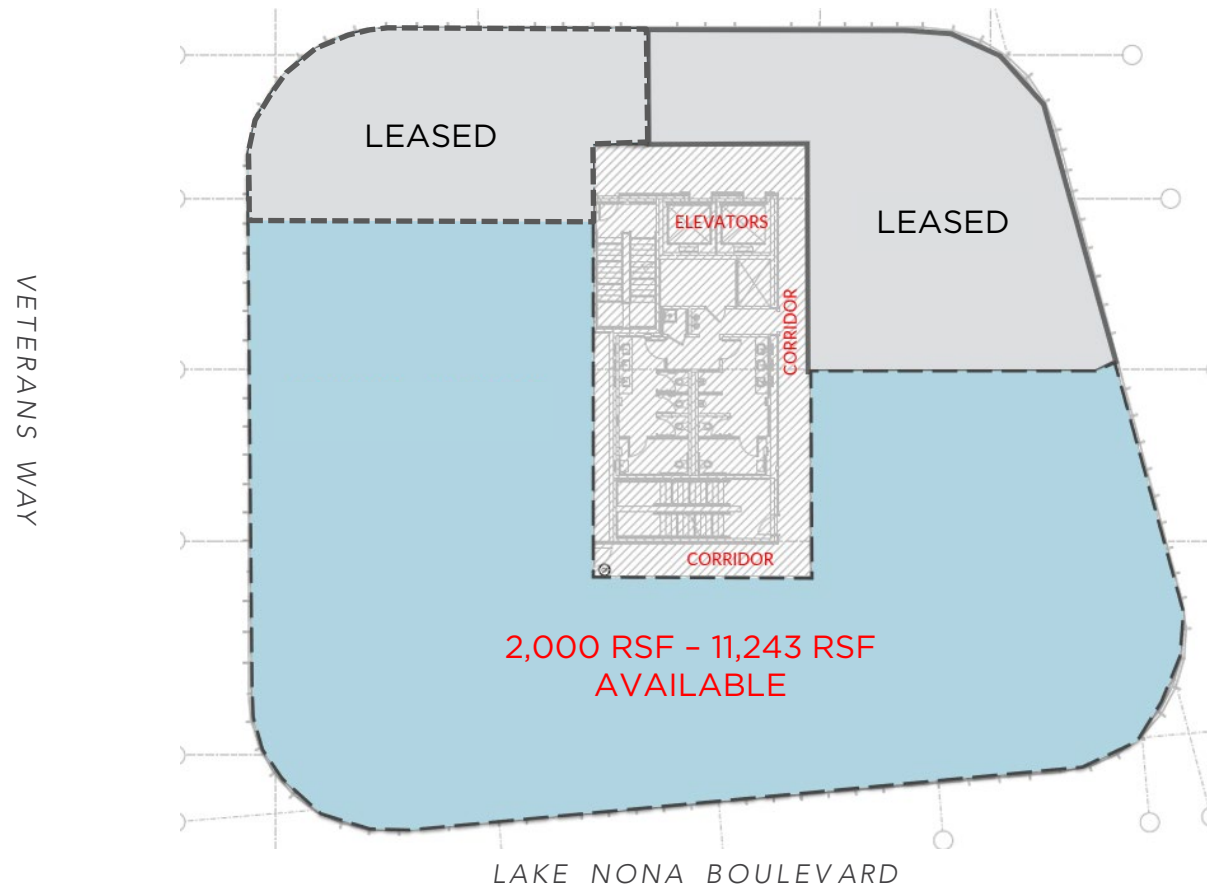 LEASED
LEASED
ELEVATORS
CORRIDOR
VETERANS WAY
CORRIDOR
2,000 RSF – 11,243 RSF
AVAILABLE
LAKE NONA BOULEVARD